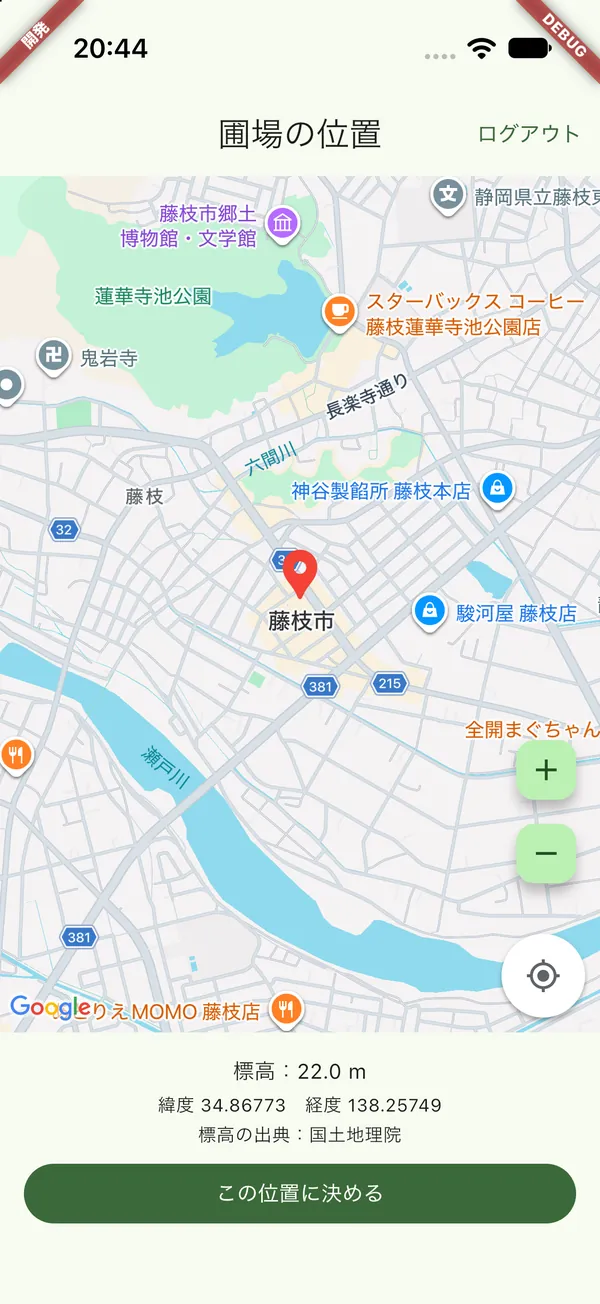 開発
DEBUG
20:44
圃場の位置
ログアウト
藤枝市郷土
博物館・文学館
文
静岡県立藤枝東
蓮華寺池公園
スターバックス コーヒー
藤枝蓮華寺池公園店
卍
鬼岩寺
長楽寺通り
六間川
藤枝
神谷製餡所 藤枝本店
32
藤枝市
駿河屋 藤枝店
381
215
全開まぐちゃん
瀬戸川
+
−
381
Google
とりえ MOMO 藤枝店
標高:22.0 m
緯度 34.86773 経度 138.25749
標高の出典:国土地理院
この位置に決める